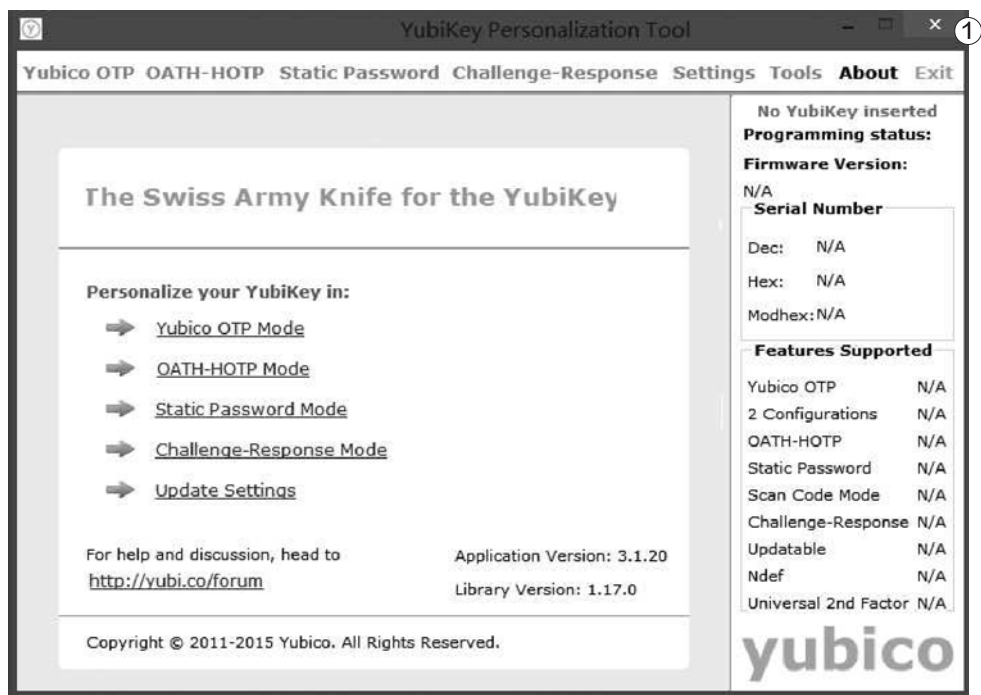 YubiKey Personalization Tool
①
Yubico OTP OATH-HOTP Static Password Challenge-Response Settings Tools About Exit
The Swiss Army Knife for the YubiKey
Personalize your YubiKey in:
Yubico OTP Mode
OATH-HOTP Mode
Static Password Mode
Challenge-Response Mode
Update Settings
For help and discussion, head to
http://yubi.co/forum
Application Version: 3.1.20
Library Version: 1.17.0
Copyright © 2011-2015 Yubico. All Rights Reserved.
No YubiKey inserted
Programming status:
Firmware Version:
N/A
Serial Number
Dec: N/A
Hex: N/A
Modhex: N/A
Features Supported
Yubico OTP N/A
2 Configurations N/A
OATH-HOTP N/A
Static Password N/A
Scan Code Mode N/A
Challenge-Response N/A
Updatable N/A
Ndef N/A
Universal 2nd Factor N/A
yubico